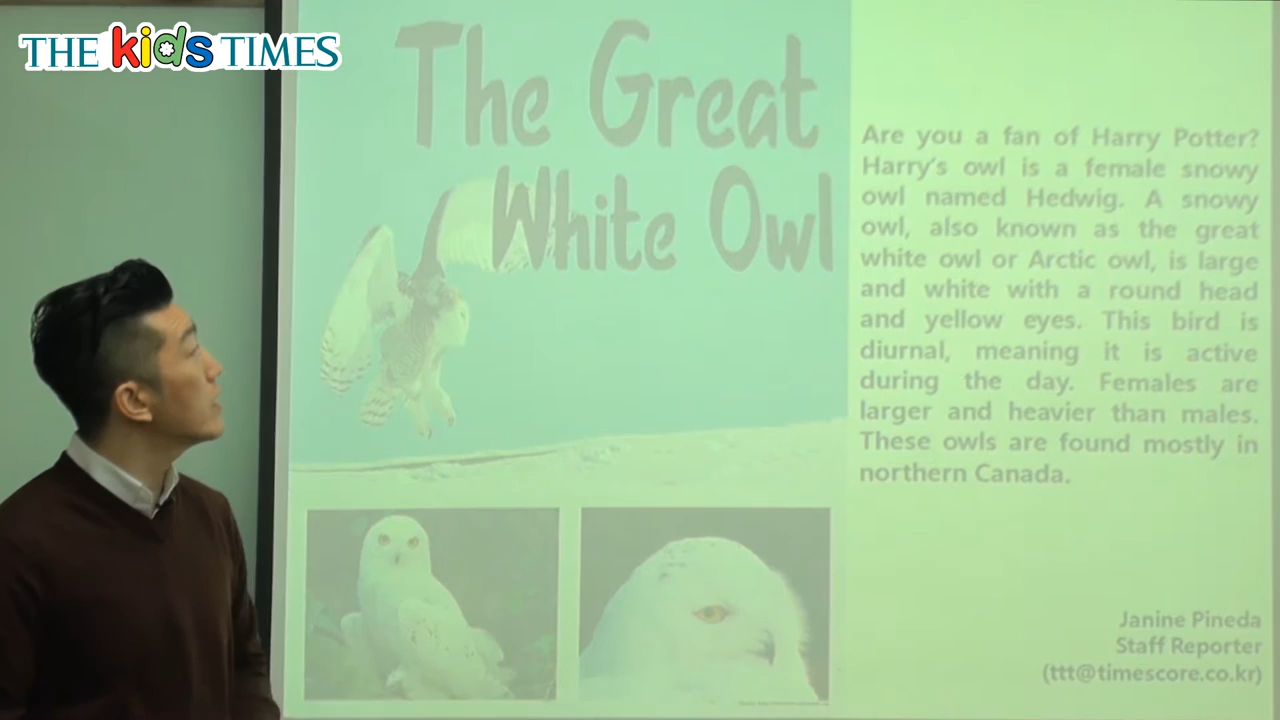 THE kids TIMES
The Great
White Owl
Are you a fan of Harry Potter?
Harry's owl is a female snowy
owl named Hedwig. A snowy
owl, also known as the great
white owl or Arctic owl, is large
and white with a round head
and yellow eyes. This bird is
diurnal, meaning it is active
during the day. Females are
larger and heavier than males.
These owls are found mostly in
northern Canada.
Janine Pineda
Staff Reporter
(ttt@timescore.co.kr)